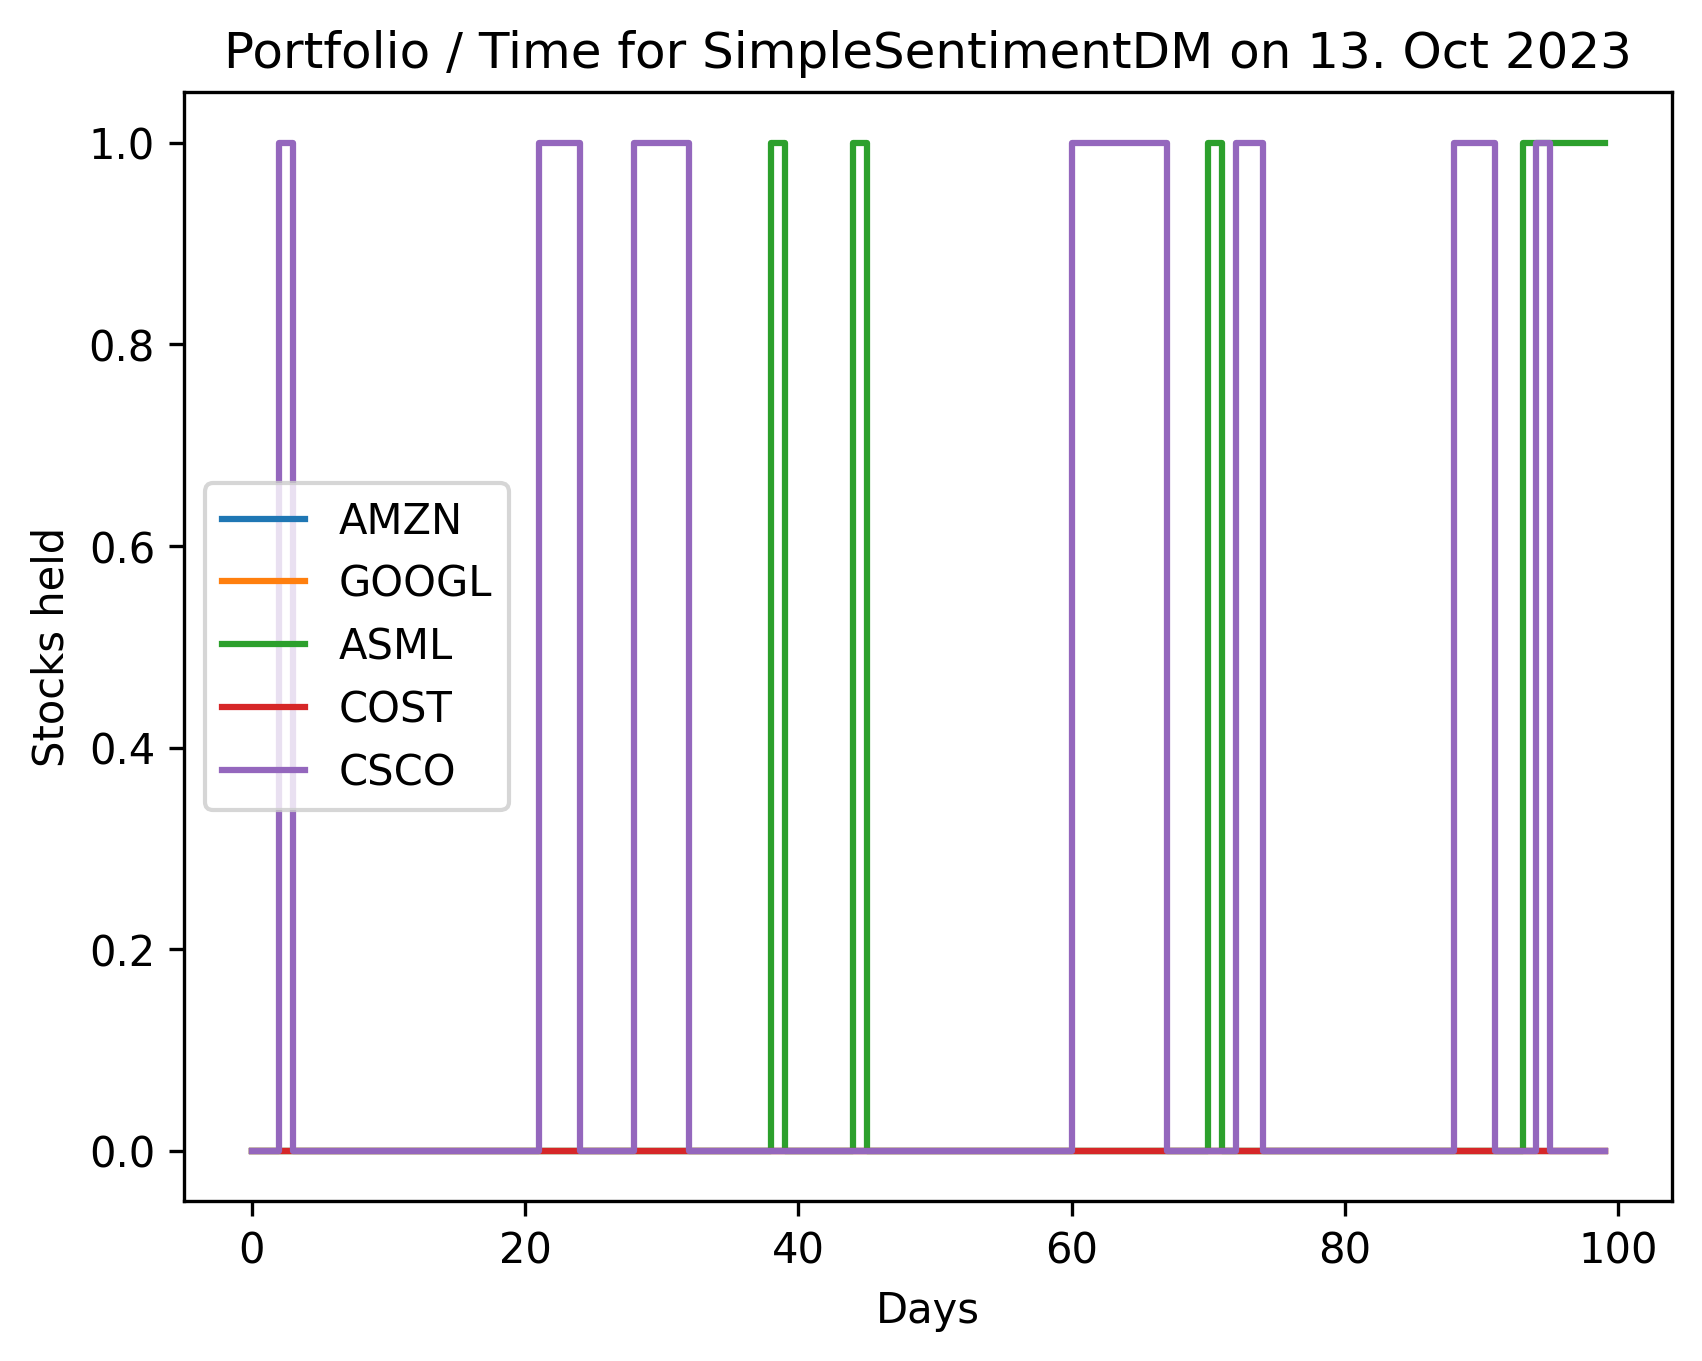 Portfolio / Time for SimpleSentimentDM on 13. Oct 2023
1.0
0.8
0.6
0.4
0.2
0.0
Stocks held
AMZN
GOOGL
ASML
COST
CSCO
0 20 40 60 80 100
Days